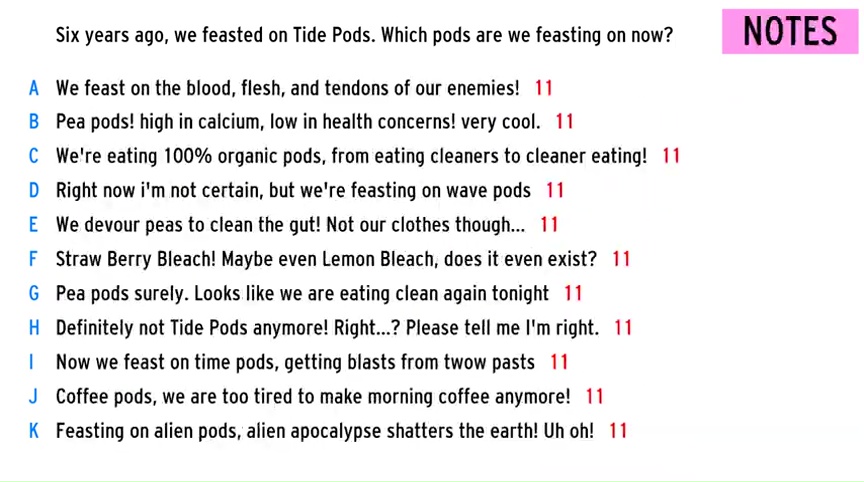 Six years ago, we feasted on Tide Pods. Which pods are we feasting on now?
NOTES
A We feast on the blood, flesh, and tendons of our enemies! 11
B Pea pods! high in calcium, low in health concerns! very cool. 11
C We're eating 100% organic pods, from eating cleaners to cleaner eating! 11
D Right now i'm not certain, but we're feasting on wave pods 11
E We devour peas to clean the gut! Not our clothes though... 11
F Straw Berry Bleach! Maybe even Lemon Bleach, does it even exist? 11
G Pea pods surely. Looks like we are eating clean again tonight 11
H Definitely not Tide Pods anymore! Right...? Please tell me I'm right. 11
I Now we feast on time pods, getting blasts from twow pasts 11
J Coffee pods, we are too tired to make morning coffee anymore! 11
K Feasting on alien pods, alien apocalypse shatters the earth! Uh oh! 11